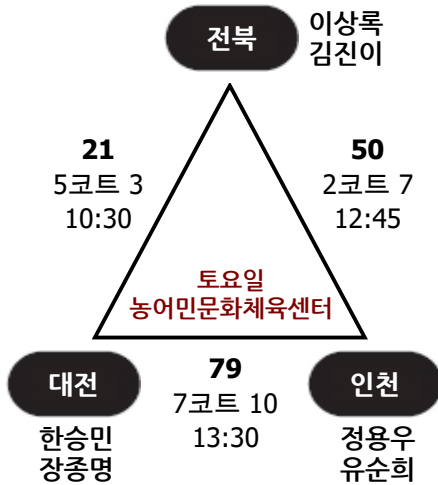 전북
이상록
김진이
21
5코트 3
10:30
50
2코트 7
12:45
토요일
농어민문화체육센터
대전
한승민
장종명
79
7코트 10
13:30
인천
정용우
유순희